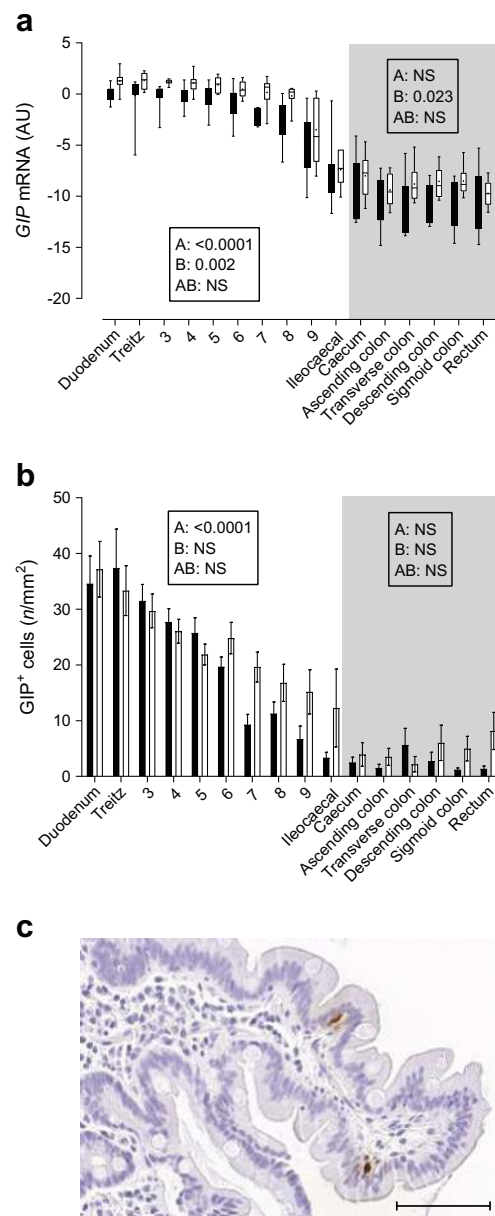 a
GIP mRNA (AU)
5
0
-5
-10
-15
-20
A: <0.0001
B: 0.002
AB: NS
A: NS
B: 0.023
AB: NS
Duodenum
Treitz
3
4
5
6
7
8
9
Ileocaecal
Caecum
Ascending colon
Transverse colon
Descending colon
Sigmoid colon
Rectum
b
GIP⁺ cells (n/mm²)
50
40
30
20
10
0
A: <0.0001
B: NS
AB: NS
A: NS
B: NS
AB: NS
Duodenum
Treitz
3
4
5
6
7
8
9
Ileocaecal
Caecum
Ascending colon
Transverse colon
Descending colon
Sigmoid colon
Rectum
c